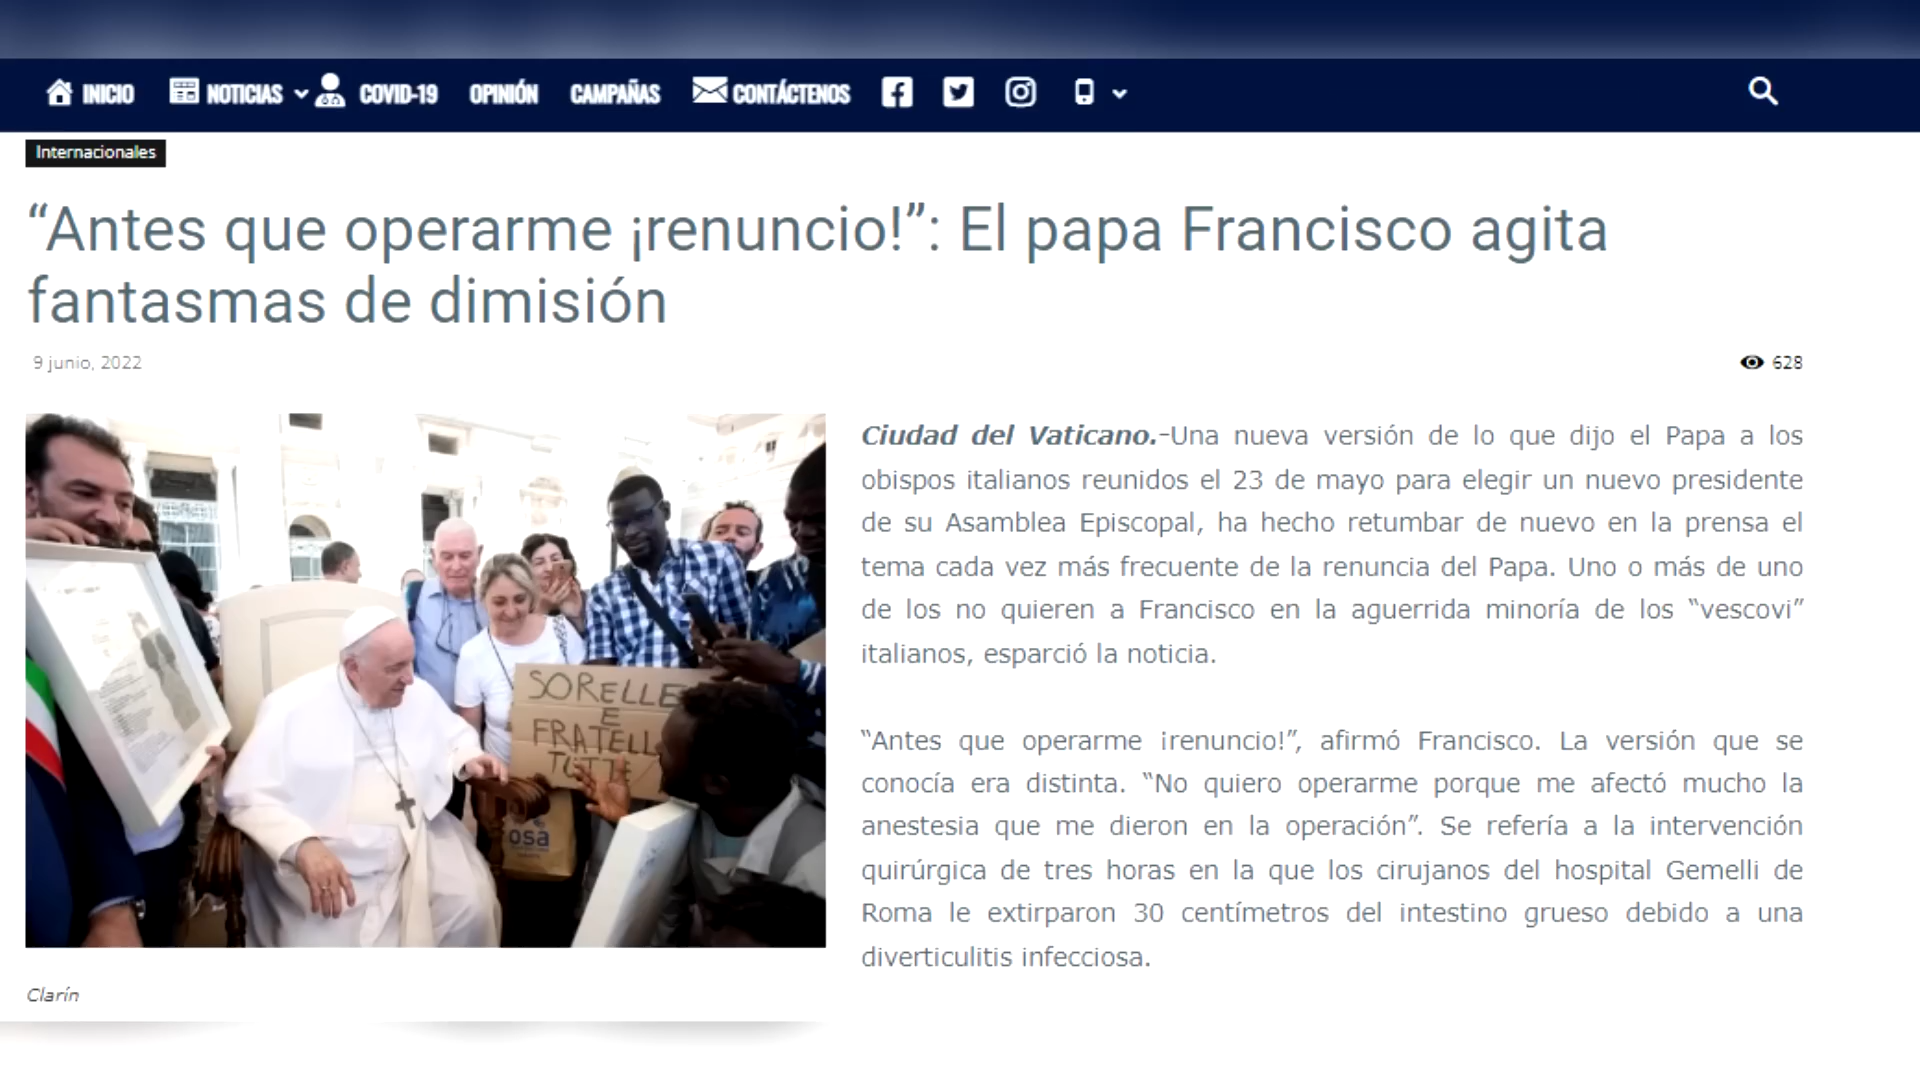 INICIO NOTICIAS COVID-19 OPINIÓN CAMPAÑAS CONTÁCTENOS
Internacionales
“Antes que operarme ¡renuncio!”: El papa Francisco agita
fantasmas de dimisión
9 junio, 2022
628
SORELLE
E
FRATELL
TUTTE
osa
Clarín
Ciudad del Vaticano.-Una nueva versión de lo que dijo el Papa a los
obispos italianos reunidos el 23 de mayo para elegir un nuevo presidente
de su Asamblea Episcopal, ha hecho retumbar de nuevo en la prensa el
tema cada vez más frecuente de la renuncia del Papa. Uno o más de uno
de los no quieren a Francisco en la aguerrida minoría de los “vescovi”
italianos, esparció la noticia.
“Antes que operarme ¡renuncio!”, afirmó Francisco. La versión que se
conocía era distinta. “No quiero operarme porque me afectó mucho la
anestesia que me dieron en la operación”. Se refería a la intervención
quirúrgica de tres horas en la que los cirujanos del hospital Gemelli de
Roma le extirparon 30 centímetros del intestino grueso debido a una
diverticulitis infecciosa.